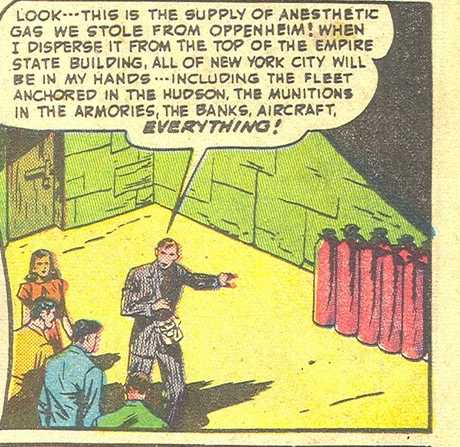 LOOK---THIS IS THE SUPPLY OF ANESTHETIC
GAS WE STOLE FROM OPPENHEIM! WHEN
I DISPERSE IT FROM THE TOP OF THE EMPIRE
STATE BUILDING, ALL OF NEW YORK CITY WILL
BE IN MY HANDS---INCLUDING THE FLEET
ANCHORED IN THE HUDSON, THE MUNITIONS
IN THE ARMORIES, THE BANKS, AIRCRAFT,
EVERYTHING!